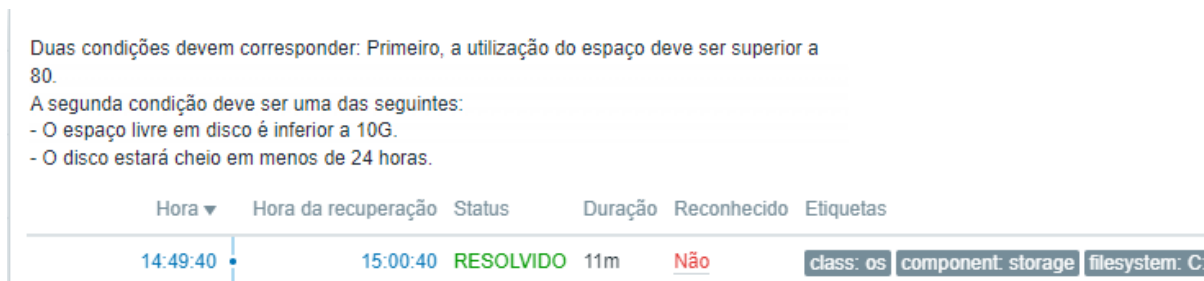 Duas condições devem corresponder: Primeiro, a utilização do espaço deve ser superior a
80.
A segunda condição deve ser uma das seguintes:
- O espaço livre em disco é inferior a 10G.
- O disco estará cheio em menos de 24 horas.
Hora ▼ Hora da recuperação Status Duração Reconhecido Etiquetas
14:49:40 15:00:40 RESOLVIDO 11m Não class: os component: storage filesystem: C: